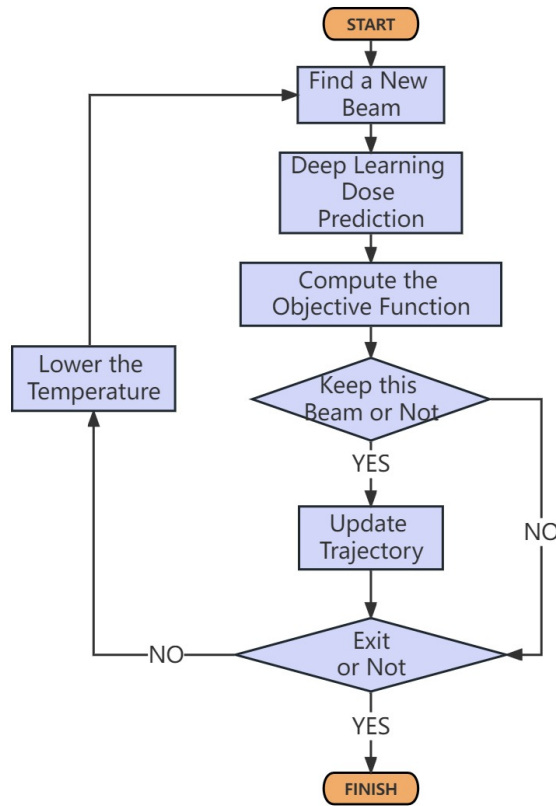 START
Find a New
Beam
Deep Learning
Dose
Prediction
Compute the
Objective Function
Lower the
Temperature
Keep this
Beam or Not
YES
NO
Update
Trajectory
Exit
or Not
NO
YES
FINISH